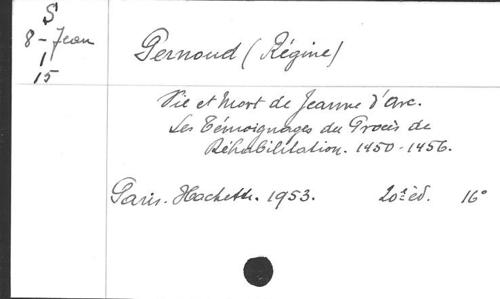 S
8 - Jean
1
15
Pernoud (Régine)
Vie et Mort de Jeanne d'Arc.
Les Témoignages du Procès de
Réhabilitation. 1450-1456.
Paris. Hachette. 1953. 20e éd. 16°